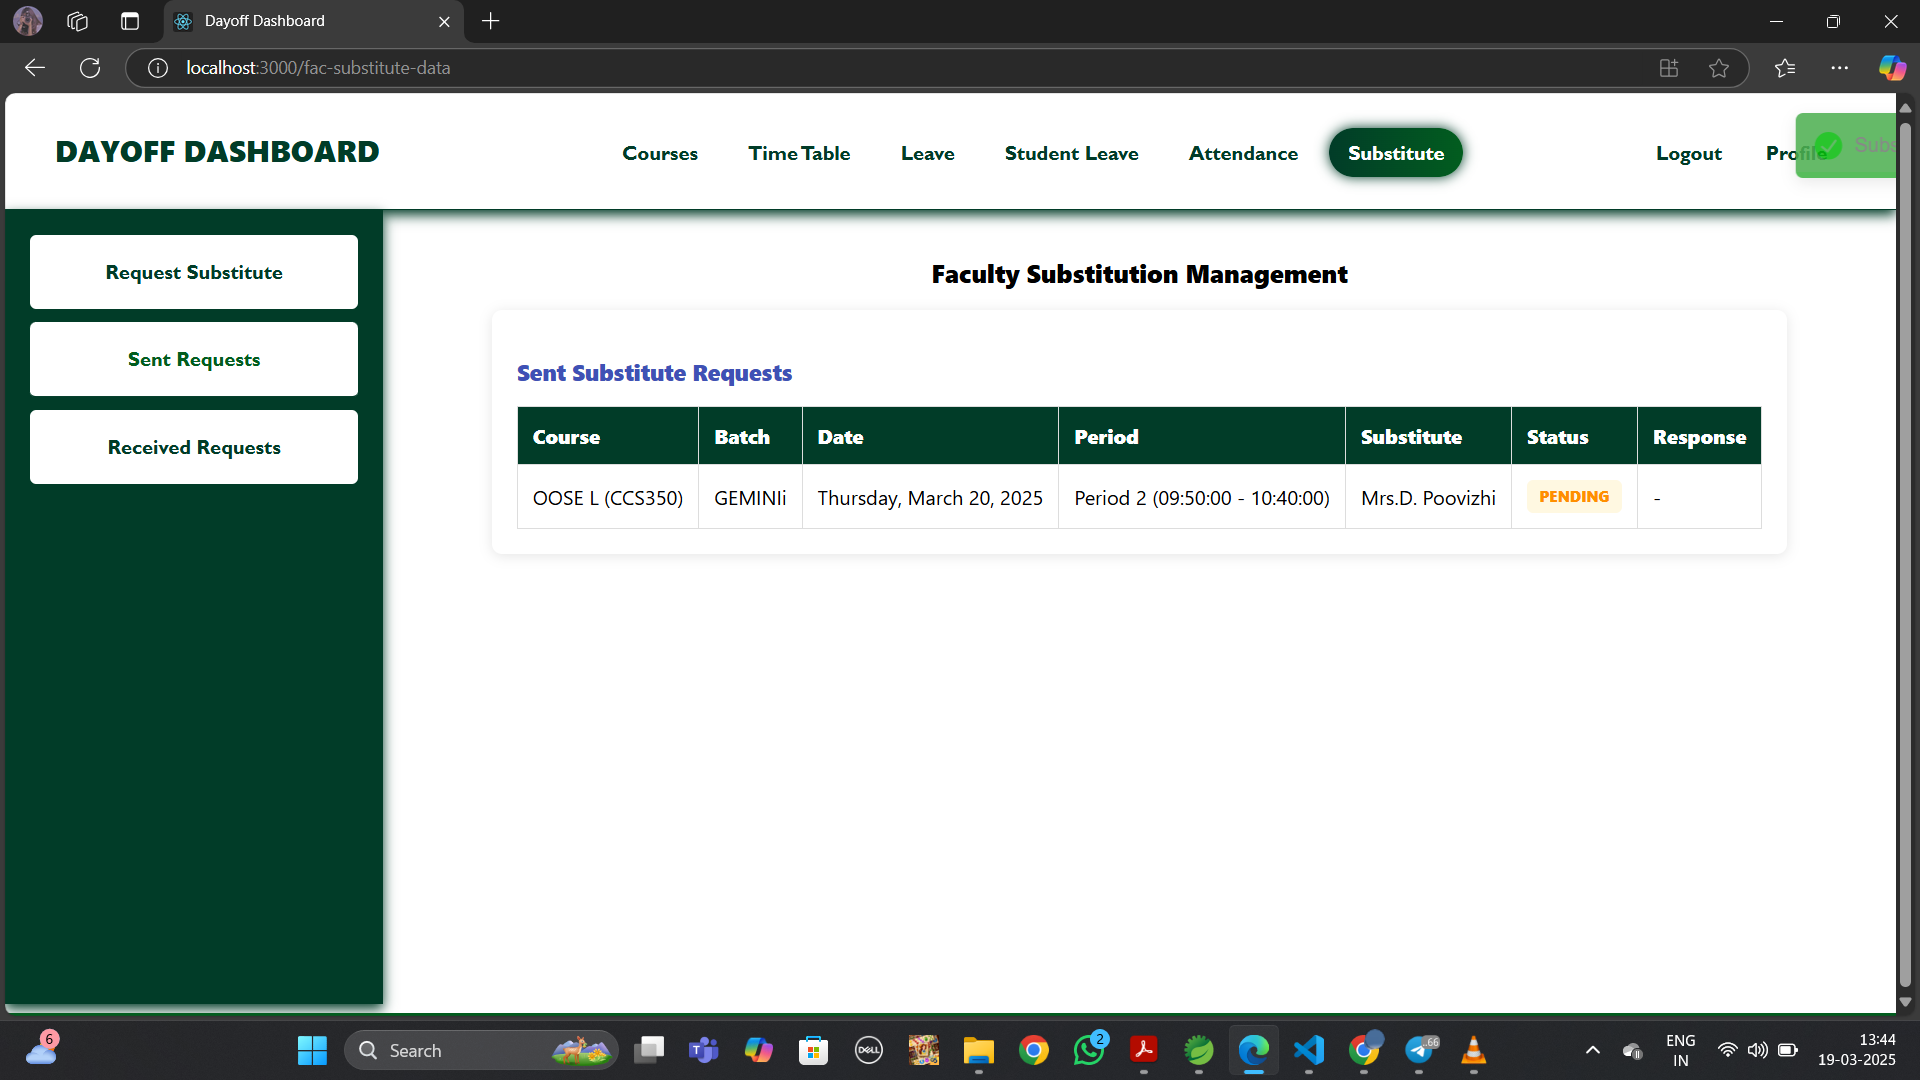 Dayoff Dashboard
localhost:3000/fac-substitute-data
DAYOFF DASHBOARD
Courses
Time Table
Leave
Student Leave
Attendance
Substitute
Logout
Profile
Subs
Request Substitute
Sent Requests
Received Requests
Faculty Substitution Management
Sent Substitute Requests
Course Batch Date Period Substitute Status Response
OOSE L (CCS350) GEMINIi Thursday, March 20, 2025 Period 2 (09:50:00 - 10:40:00) Mrs.D. Poovizhi PENDING -
6
Search
DELL
2
66
ENG
IN
13:44
19-03-2025